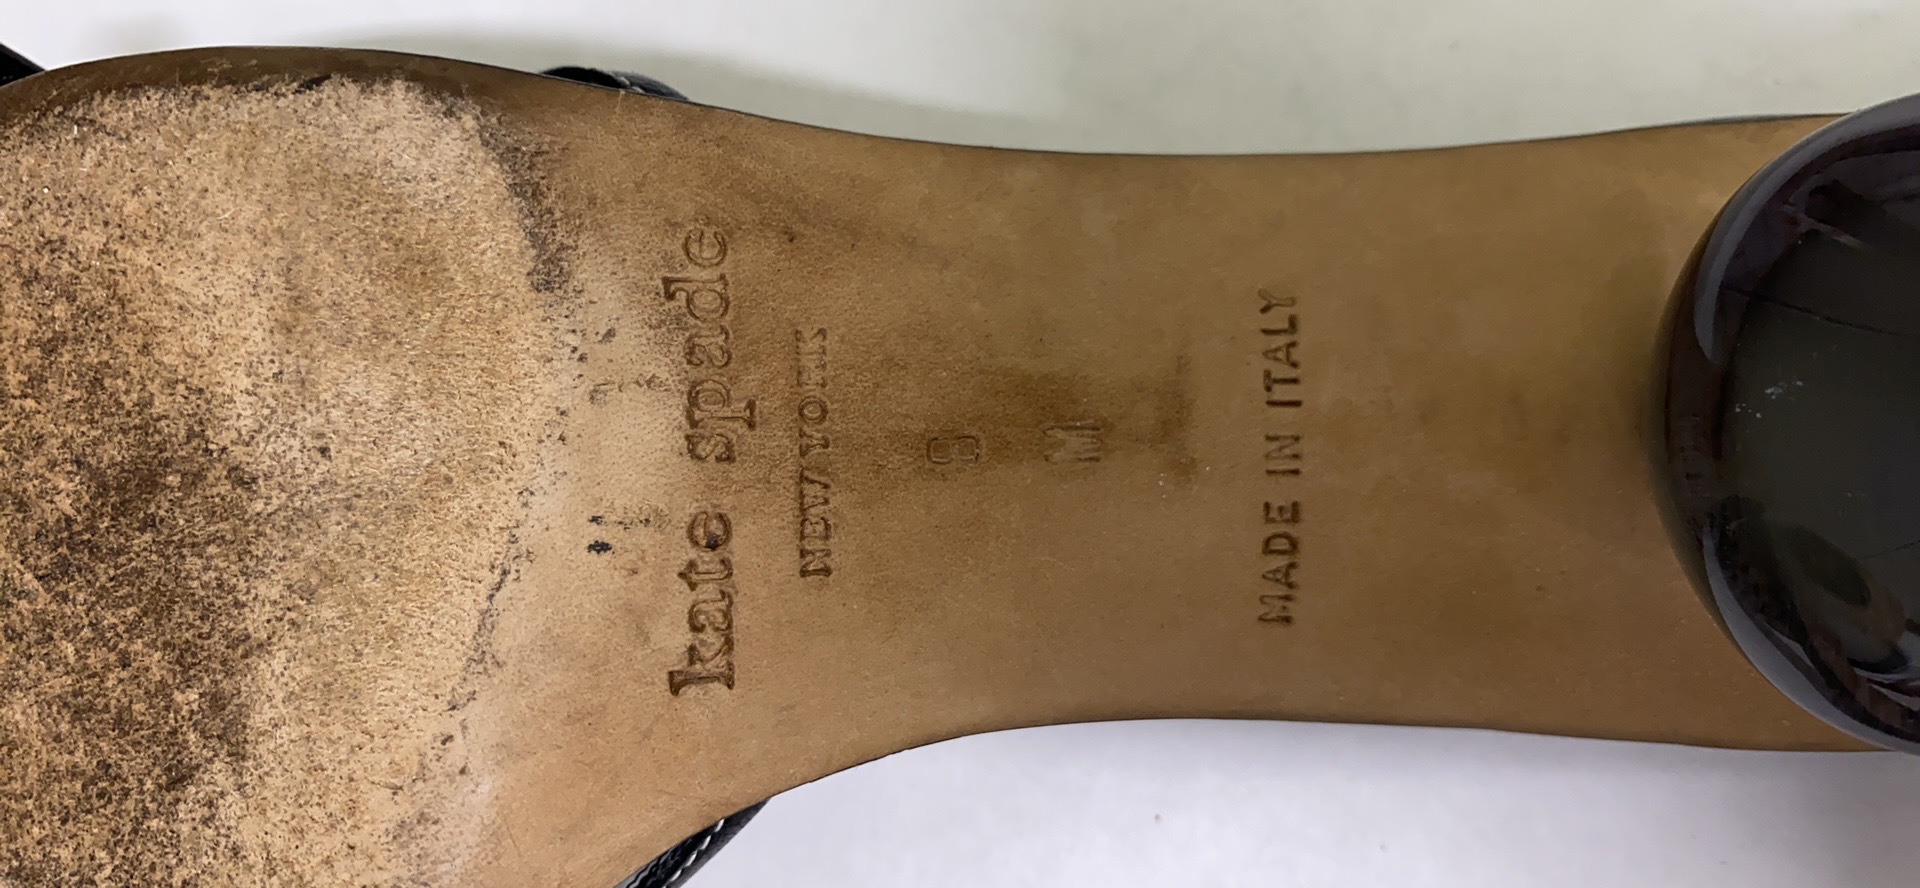 kate spade
NEW YORK
8
M
MADE IN ITALY